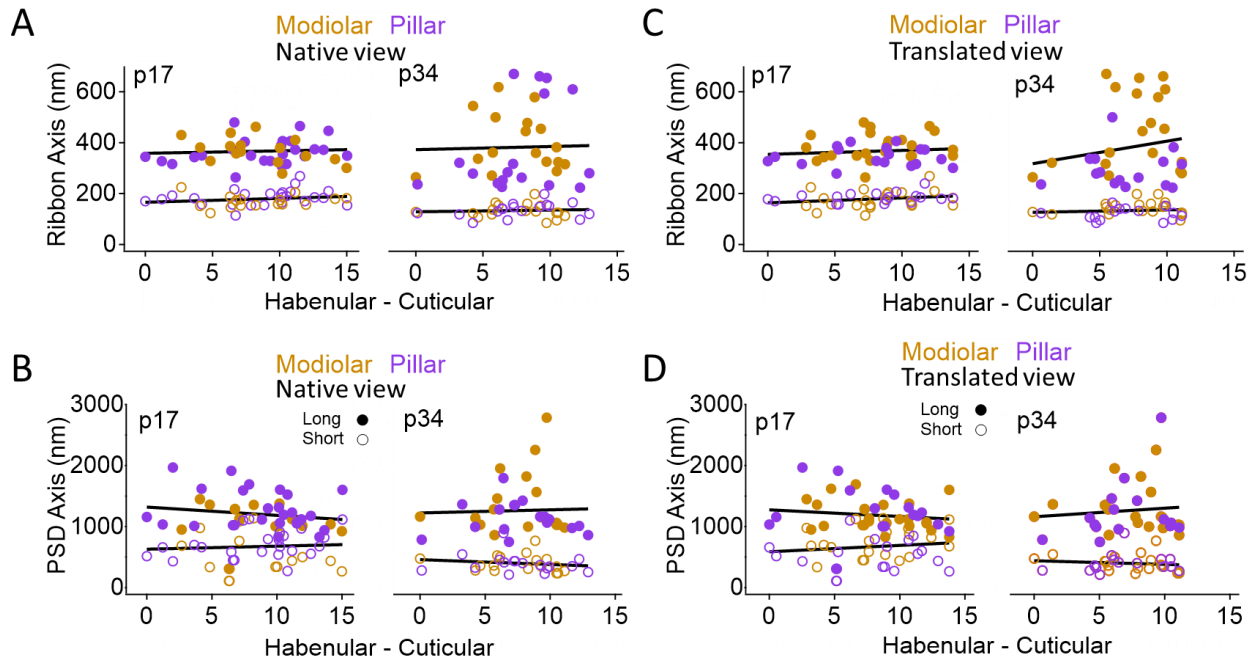 A
Modiolar Pillar
Native view
p17
p34
Ribbon Axis (nm)
600
400
200
0
0 5 10 15 0 5 10 15
Habenular - Cuticular
C
Modiolar Pillar
Translated view
p17
p34
Ribbon Axis (nm)
600
400
200
0
0 5 10 15 0 5 10 15
Habenular - Cuticular
B
Modiolar Pillar
Native view
p17
Long
Short
p34
PSD Axis (nm)
3000
2000
1000
0
0 5 10 15 0 5 10 15
Habenular - Cuticular
D
Modiolar Pillar
Translated view
p17
Long
Short
p34
PSD Axis (nm)
3000
2000
1000
0
0 5 10 15 0 5 10 15
Habenular - Cuticular